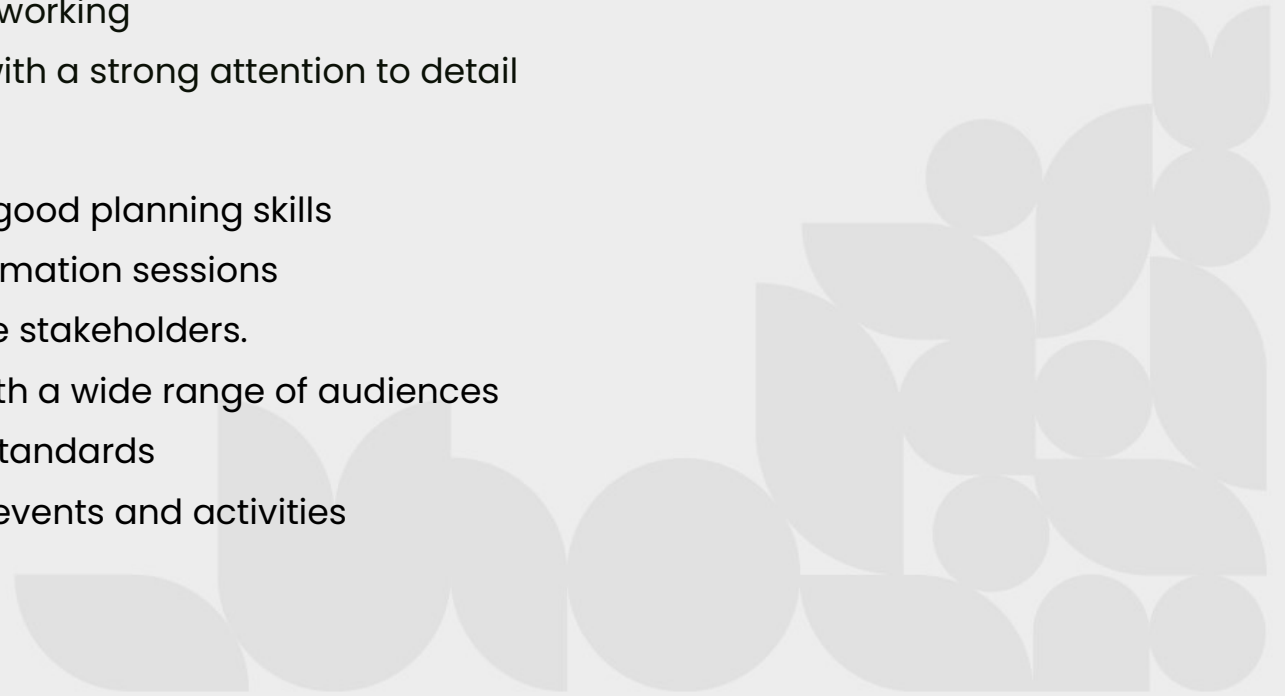 working
with a strong attention to detail
good planning skills
mation sessions
e stakeholders.
th a wide range of audiences
tandards
events and activities